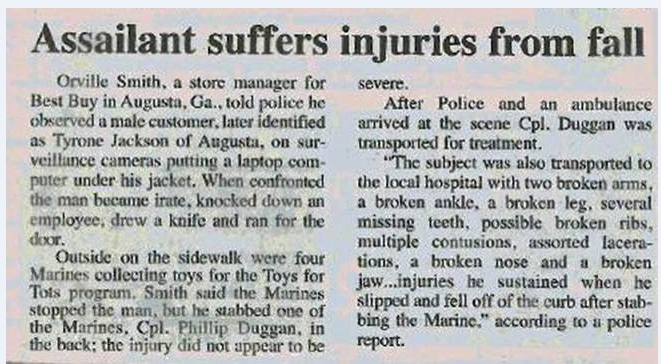 Assailant suffers injuries from fall
Orville Smith, a store manager for
Best Buy in Augusta, Ga., told police he
observed a male customer, later identified
as Tyrone Jackson of Augusta, on sur-
veillance cameras putting a laptop com-
puter under his jacket. When confronted
the man became irate, knocked down an
employee, drew a knife and ran for the
door.
Outside on the sidewalk were four
Marines collecting toys for the Toys for
Tots program. Smith said the Marines
stopped the man, but he stabbed one of
the Marines, Cpl. Phillip Duggan, in
the back; the injury did not appear to be
severe.
After Police and an ambulance
arrived at the scene Cpl. Duggan was
transported for treatment.
"The subject was also transported to
the local hospital with two broken arms,
a broken ankle, a broken leg, several
missing teeth, possible broken ribs,
multiple contusions, assorted lacera-
tions, a broken nose and a broken
jaw...injuries he sustained when he
slipped and fell off of the curb after stab-
bing the Marine," according to a police
report.